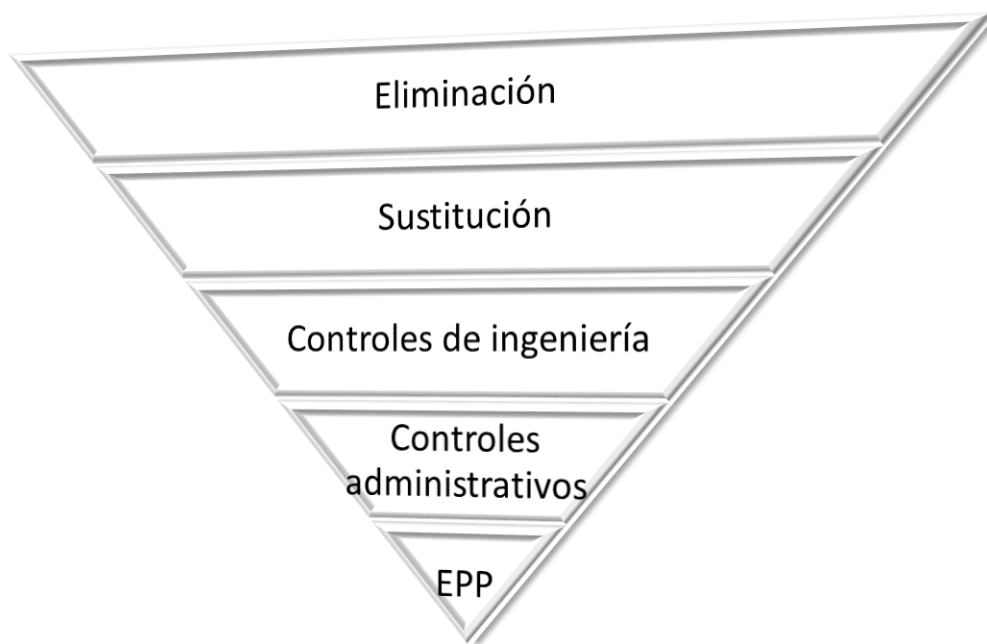 Eliminación
Sustitución
Controles de ingeniería
Controles
administrativos
EPP